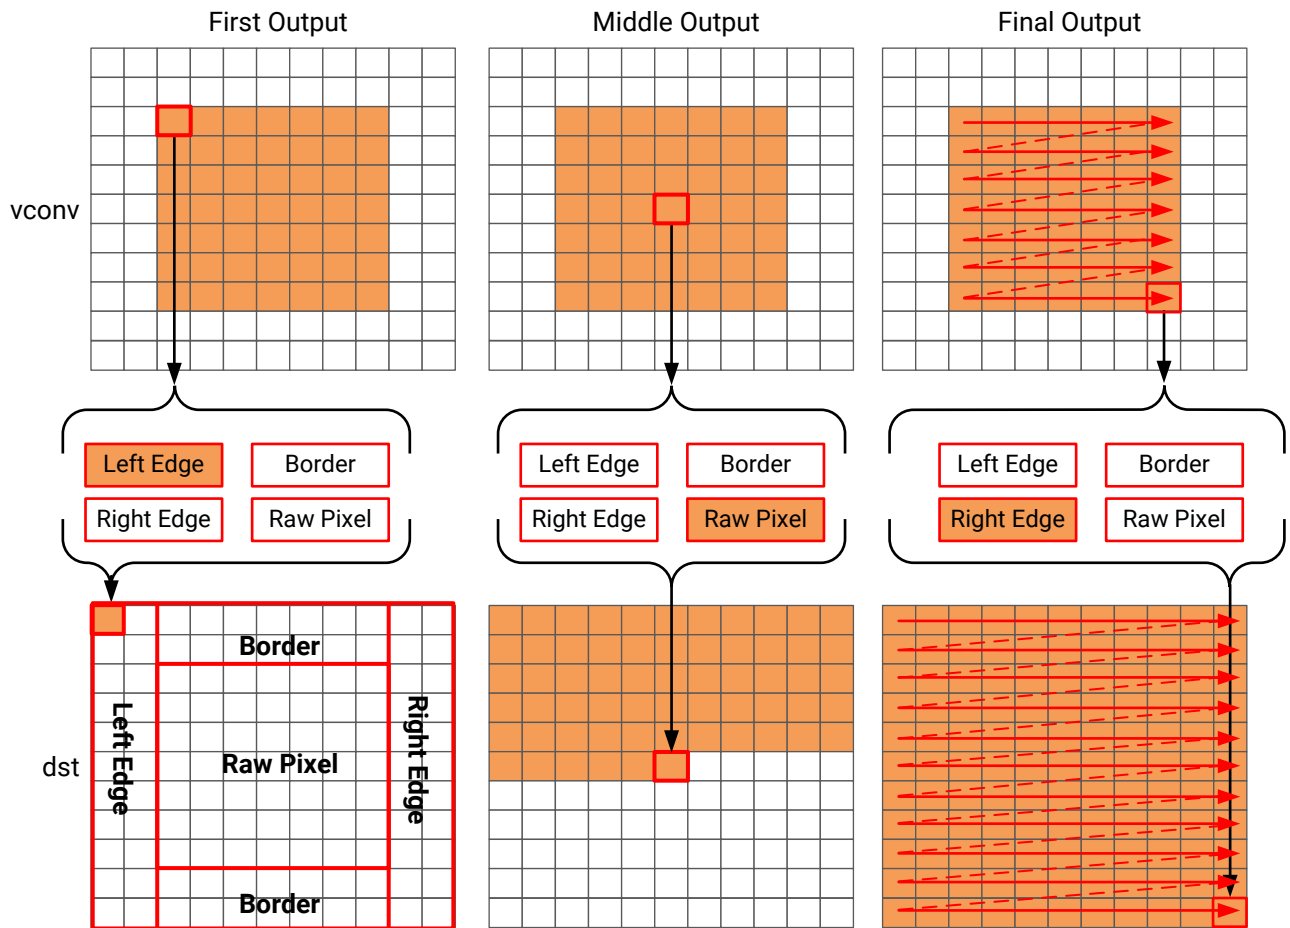 First Output
Middle Output
Final Output
vconv
Left Edge
Border
Right Edge
Raw Pixel
Left Edge
Border
Right Edge
Raw Pixel
Left Edge
Border
Right Edge
Raw Pixel
dst
Border
Left Edge
Raw Pixel
Right Edge
Border